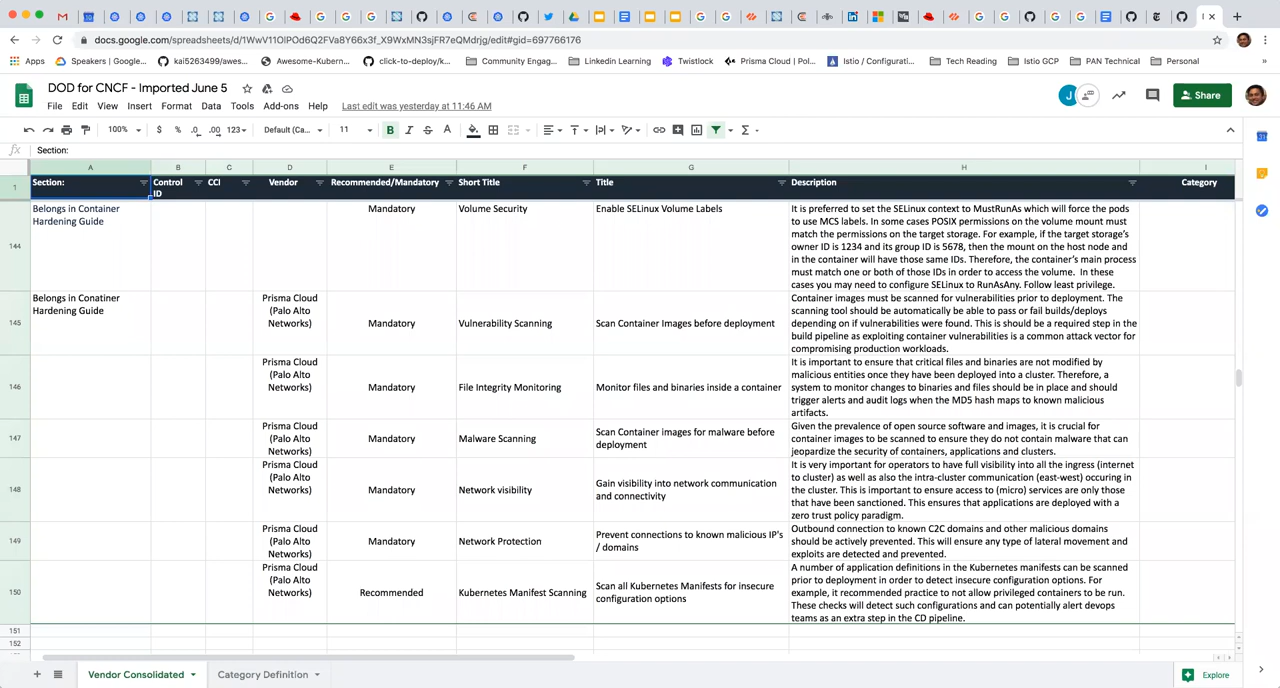 docs.google.com/spreadsheets/d/1WwV11OlPOd6Q2FVa8Y66x3f_X9WxMN3sjFR7eQMdrjg/edit#gid=697766176
Apps
Speakers | Google...
kai5263499/awes...
Awesome-Kubern...
click-to-deploy/k...
Community Engag...
Linkedin Learning
Twistlock
Prisma Cloud | Pol...
Istio / Configurati...
Tech Reading
Istio GCP
PAN Technical
Personal
»
DOD for CNCF - Imported June 5
File Edit View Insert Format Data Tools Add-ons Help Last edit was yesterday at 11:46 AM
J
Share
100% $ % .0 .00 123 Default (Ca... 11 B I S A
fx Section:
A B C D E F G H I
1 Section: Control ID CCI Vendor Recommended/Mandatory Short Title Title Description Category
144
Belongs in Container
Hardening Guide
Mandatory
Volume Security
Enable SELinux Volume Labels
It is preferred to set the SELinux context to MustRunAs which will force the pods
to use MCS labels. In some cases POSIX permissions on the volume mount must
match the permissions on the target storage. For example, if the target storage's
owner ID is 1234 and its group ID is 5678, then the mount on the host node and
in the container will have those same IDs. Therefore, the container's main process
must match one or both of those IDs in order to access the volume. In these
cases you may need to configure SELinux to RunAsAny. Follow least privilege.
145
Belongs in Conatiner
Hardening Guide
Prisma Cloud
(Palo Alto
Networks)
Mandatory
Vulnerability Scanning
Scan Container Images before deployment
Container images must be scanned for vulnerabilities prior to deployment. The
scanning tool should be automatically be able to pass or fail builds/deploys
depending on if vulnerabilities were found. This is should be a required step in the
build pipeline as exploiting container vulnerabilities is a common attack vector for
compromising production workloads.
146
Prisma Cloud
(Palo Alto
Networks)
Mandatory
File Integrity Monitoring
Monitor files and binaries inside a container
It is important to ensure that critical files and binaries are not modified by
malicious entities once they have been deployed into a cluster. Therefore, a
system to monitor changes to binaries and files should be in place and should
trigger alerts and audit logs when the MD5 hash maps to known malicious
artifacts.
147
Prisma Cloud
(Palo Alto
Networks)
Mandatory
Malware Scanning
Scan Container images for malware before
deployment
Given the prevalence of open source software and images, it is crucial for
container images to be scanned to ensure they do not contain malware that can
jeopardize the security of containers, applications and clusters.
148
Prisma Cloud
(Palo Alto
Networks)
Mandatory
Network visibility
Gain visibility into network communication
and connectivity
It is very important for operators to have full visibility into all the ingress (internet
to cluster) as well as also the intra-cluster communication (east-west) occuring in
the cluster. This is important to ensure access to (micro) services are only those
that have been sanctioned. This ensures that applications are deployed with a
zero trust policy paradigm.
149
Prisma Cloud
(Palo Alto
Networks)
Mandatory
Network Protection
Prevent connections to known malicious IP's
/ domains
Outbound connection to known C2C domains and other malicious domains
should be actively prevented. This will ensure any type of lateral movement and
exploits are detected and prevented.
150
Prisma Cloud
(Palo Alto
Networks)
Recommended
Kubernetes Manifest Scanning
Scan all Kubernetes Manifests for insecure
configuration options
A number of application definitions in the Kubernetes manifests can be scanned
prior to deployment in order to detect insecure configuration options. For
example, it recommended practice to not allow privileged containers to be run.
These checks will detect such configurations and can potentially alert devops
teams as an extra step in the CD pipeline.
151
152
Vendor Consolidated
Category Definition
Explore